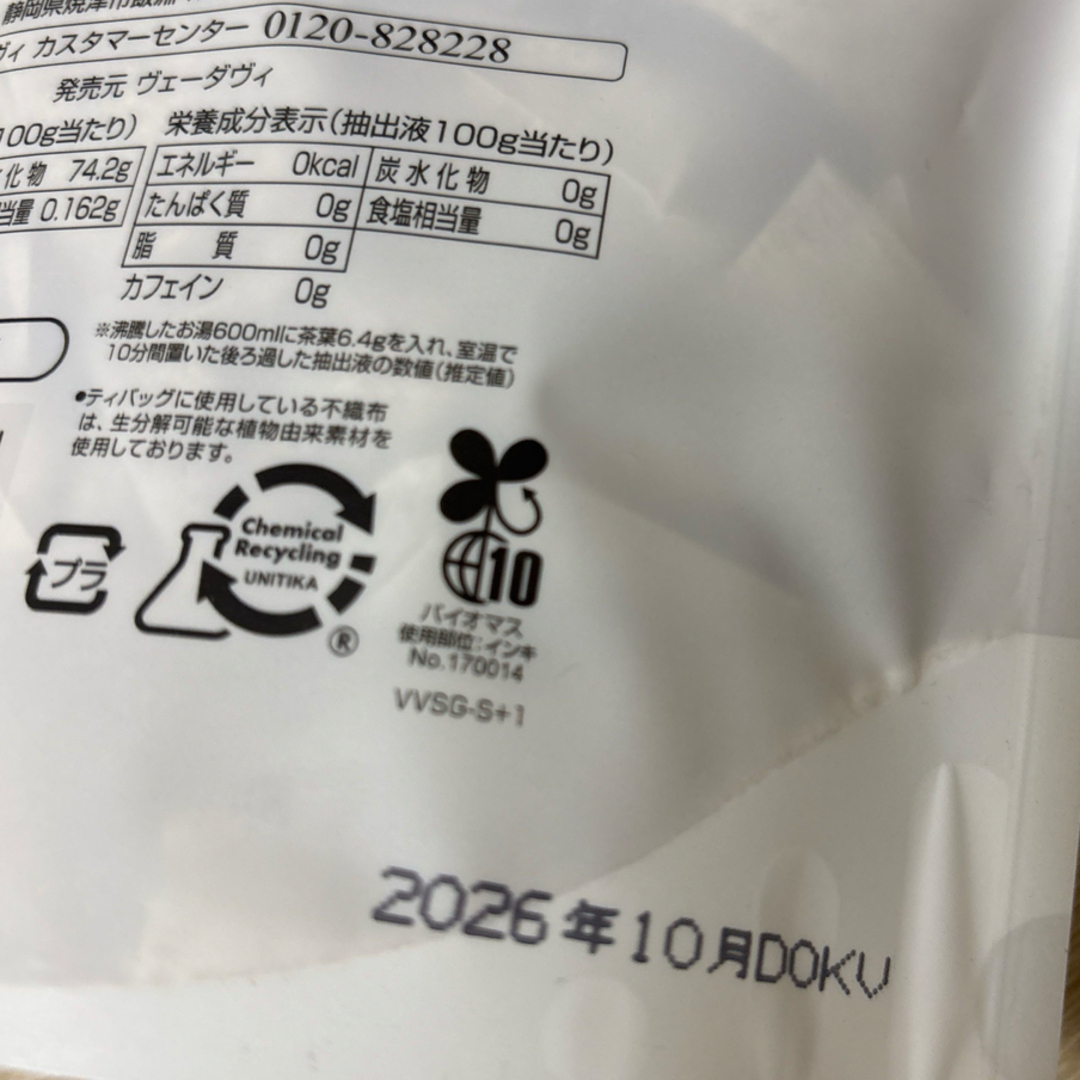 静岡県焼津市飯淵
ヴィ カスタマーセンター 0120-828228
発売元 ヴェーダヴィ
100g当たり) 栄養成分表示(抽出液100g当たり)
化物 74.2g エネルギー 0kcal 炭水化物 0g
当量 0.162g たんぱく質 0g 食塩相当量 0g
脂質 0g
カフェイン 0g
※沸騰したお湯600mlに茶葉6.4gを入れ、室温で
10分間置いた後ろ過した抽出液の数値(推定値)
●ティバッグに使用している不織布
は、生分解可能な植物由来素材を
使用しております。
プラ
Chemical
Recycling
UNITIKA
®
10
バイオマス
使用部位:インキ
No.170014
VVSG-S+1
2026年10月DOKV